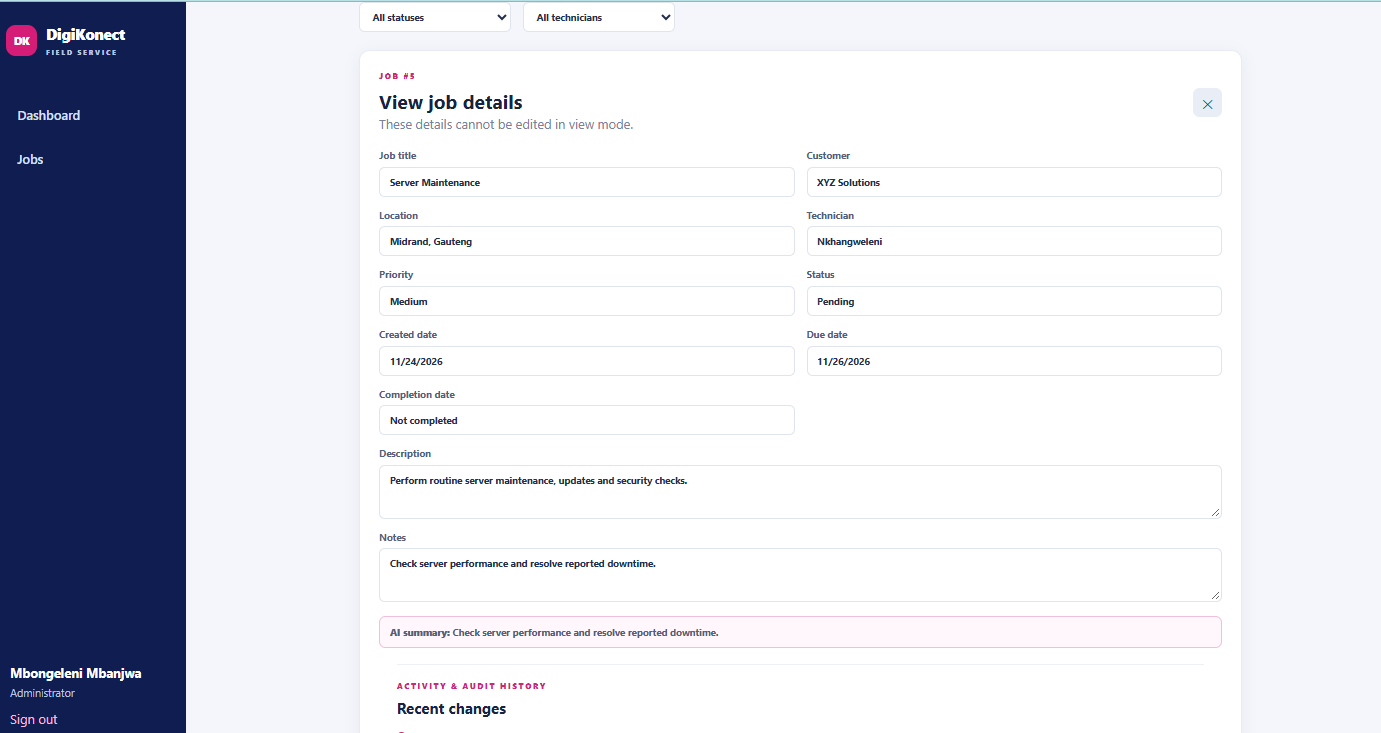 DK
DigiKonect
FIELD SERVICE
Dashboard
Jobs
Mbongeleni Mbanjwa
Administrator
Sign out
All statuses
All technicians
JOB #5
View job details
These details cannot be edited in view mode.
Job title
Server Maintenance
Customer
XYZ Solutions
Location
Midrand, Gauteng
Technician
Nkhangweleni
Priority
Medium
Status
Pending
Created date
11/24/2026
Due date
11/26/2026
Completion date
Not completed
Description
Perform routine server maintenance, updates and security checks.
Notes
Check server performance and resolve reported downtime.
AI summary: Check server performance and resolve reported downtime.
ACTIVITY & AUDIT HISTORY
Recent changes